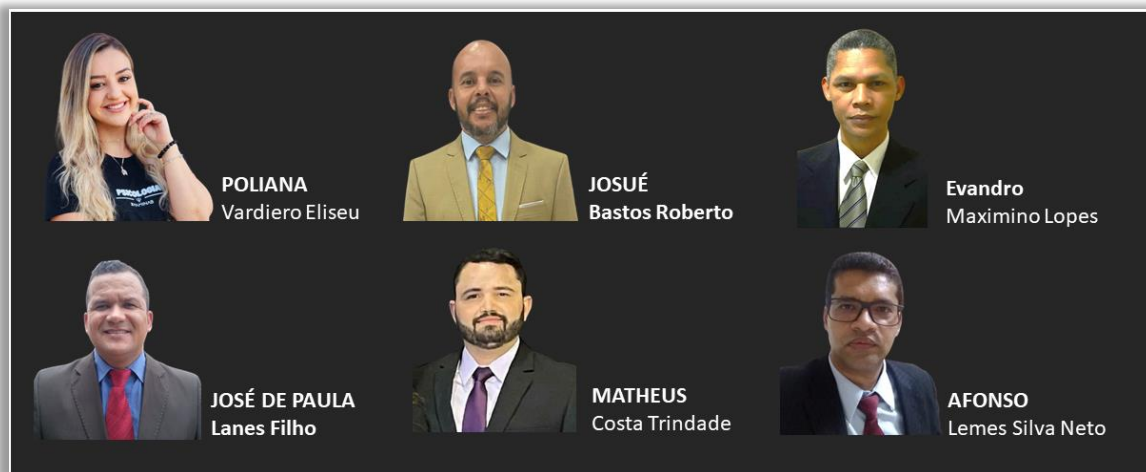 PSICOLOGIA
POLIANA
Vardiero Eliseu
JOSUÉ
Bastos Roberto
Evandro
Maximino Lopes
JOSÉ DE PAULA
Lanes Filho
MATHEUS
Costa Trindade
AFONSO
Lemes Silva Neto